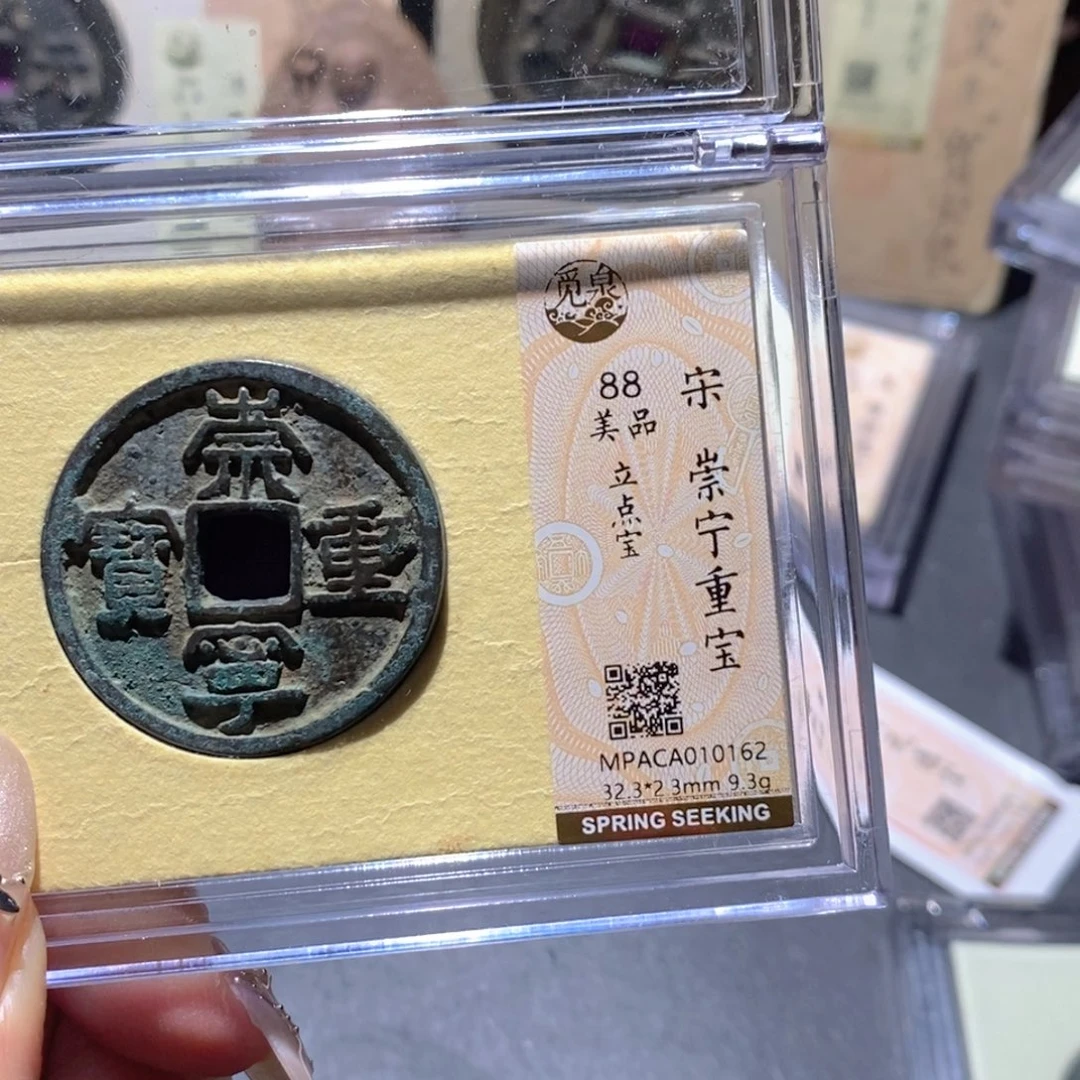 崇
重
寧
寶
觅泉
88
美品
立点宝
宋 崇宁重宝
MPACA010162
32.3*2.3mm 9.3g
SPRING SEEKING